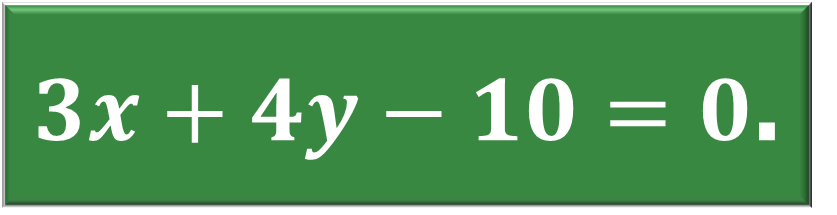 3x + 4y − 10 = 0.